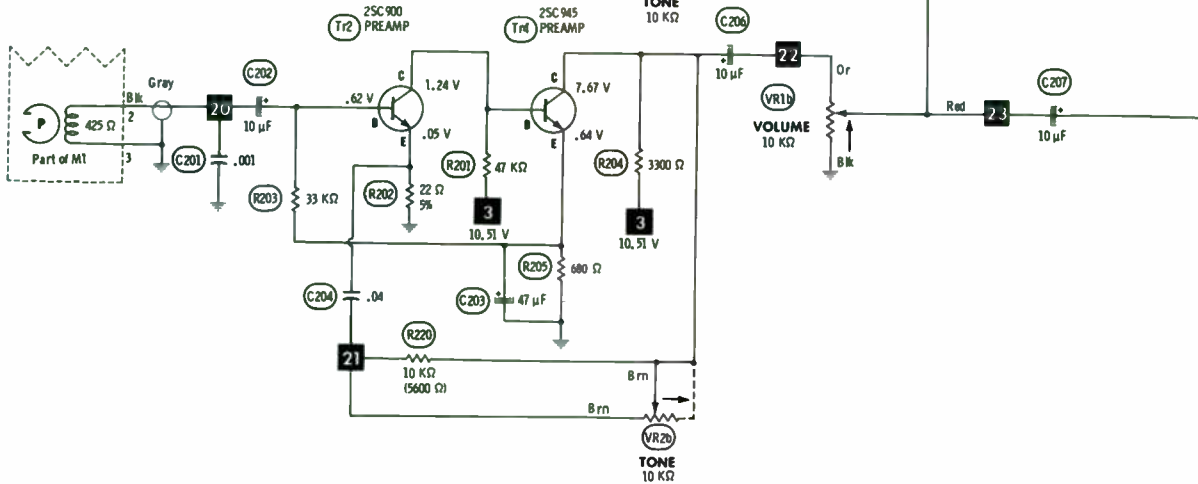 TONE
10 KΩ
2SC900
Tr2 PREAMP
2SC945
Tr4 PREAMP
C206
10 µF
22
Or
VR1b
VOLUME
10 KΩ
Blk
Red
23
C207
10 µF
Gray
Blk
2
P
425 Ω
Part of M1
3
C202
20
10 µF
C201 .001
R203 33 KΩ
.62 V
C
1.24 V
B
E
.05 V
R202 22 Ω
5%
R201 47 KΩ
3
10.51 V
C
7.67 V
B
E
.64 V
R204 3300 Ω
3
10.51 V
R205 680 Ω
C203 47 µF
C204 .04
21
R220
10 KΩ
(5600 Ω)
Brn
Brn
VR2b
TONE
10 KΩ